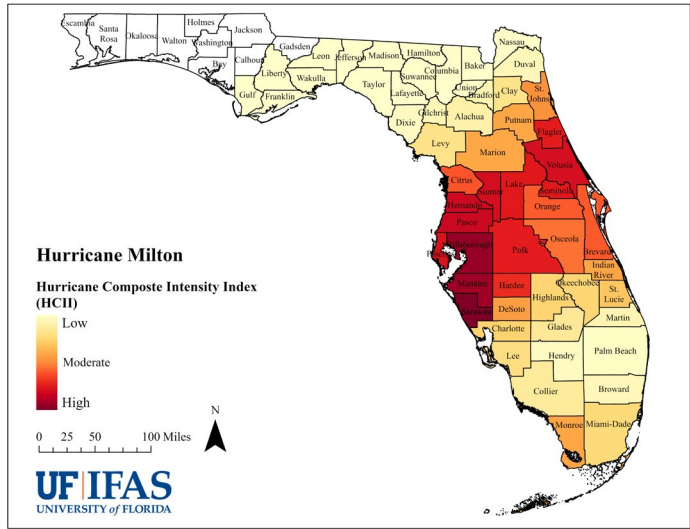 Escambia
Santa
Rosa
Okaloosa
Walton
Holmes
Washington
Bay
Jackson
Calhoun
Gulf
Gadsden
Liberty
Franklin
Leon
Wakulla
Jefferson
Madison
Taylor
Hamilton
Suwannee
Lafayette
Dixie
Columbia
Gilchrist
Baker
Union
Bradford
Alachua
Levy
Nassau
Duval
Clay
St.
Johns
Putnam
Flagler
Marion
Volusia
Citrus
Sumter
Lake
Seminole
Hernando
Orange
Pasco
Hillsborough
Polk
Osceola
Brevard
Indian
River
Manatee
Hardee
Okeechobee
St.
Lucie
Highlands
Sarasota
DeSoto
Martin
Charlotte
Glades
Lee
Hendry
Palm Beach
Collier
Broward
Monroe
Miami-Dade
Hurricane Milton
Hurricane Composte Intensity Index
(HCII)
Low
Moderate
High
N
0 25 50 100 Miles
UF|IFAS
UNIVERSITY of FLORIDA